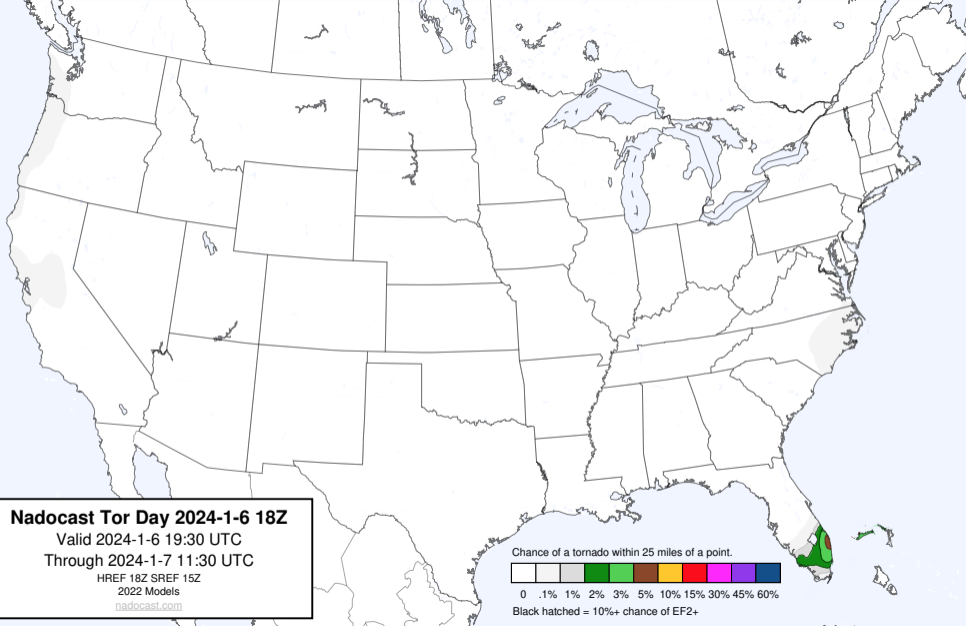 Nadocast Tor Day 2024-1-6 18Z
Valid 2024-1-6 19:30 UTC
Through 2024-1-7 11:30 UTC
HREF 18Z SREF 15Z
2022 Models
nadocast.com
Chance of a tornado within 25 miles of a point.
0 .1% 1% 2% 3% 5% 10% 15% 30% 45% 60%
Black hatched = 10%+ chance of EF2+